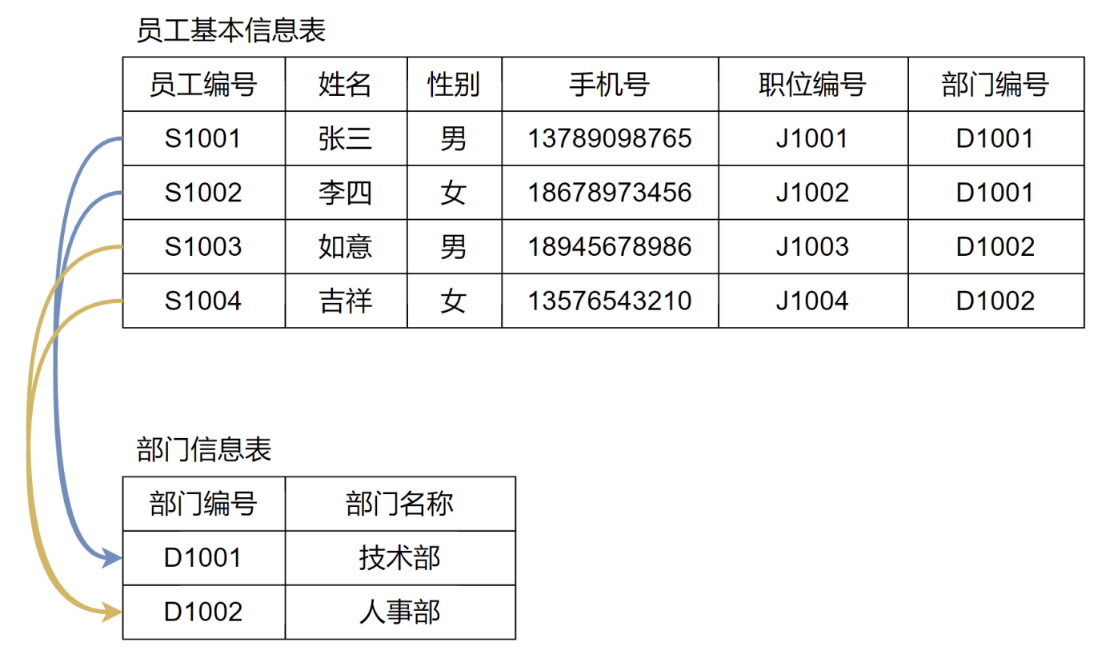 员工基本信息表
员工编号 姓名 性别 手机号 职位编号 部门编号
S1001 张三 男 13789098765 J1001 D1001
S1002 李四 女 18678973456 J1002 D1001
S1003 如意 男 18945678986 J1003 D1002
S1004 吉祥 女 13576543210 J1004 D1002
部门信息表
部门编号 部门名称
D1001 技术部
D1002 人事部